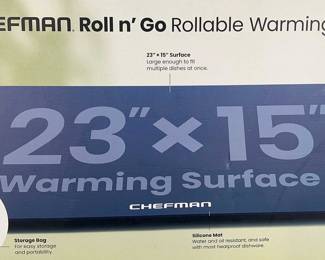 EFMAN. Roll n' Go Rollable Warming
23" × 15" Surface
Large enough to fit
multiple dishes at once.
23" × 15"
Warming Surface
CHEFMAN
Storage Bag
For easy storage
and portability.
Silicone Mat
Water and oil resistant, and safe
with most heatproof dishware.